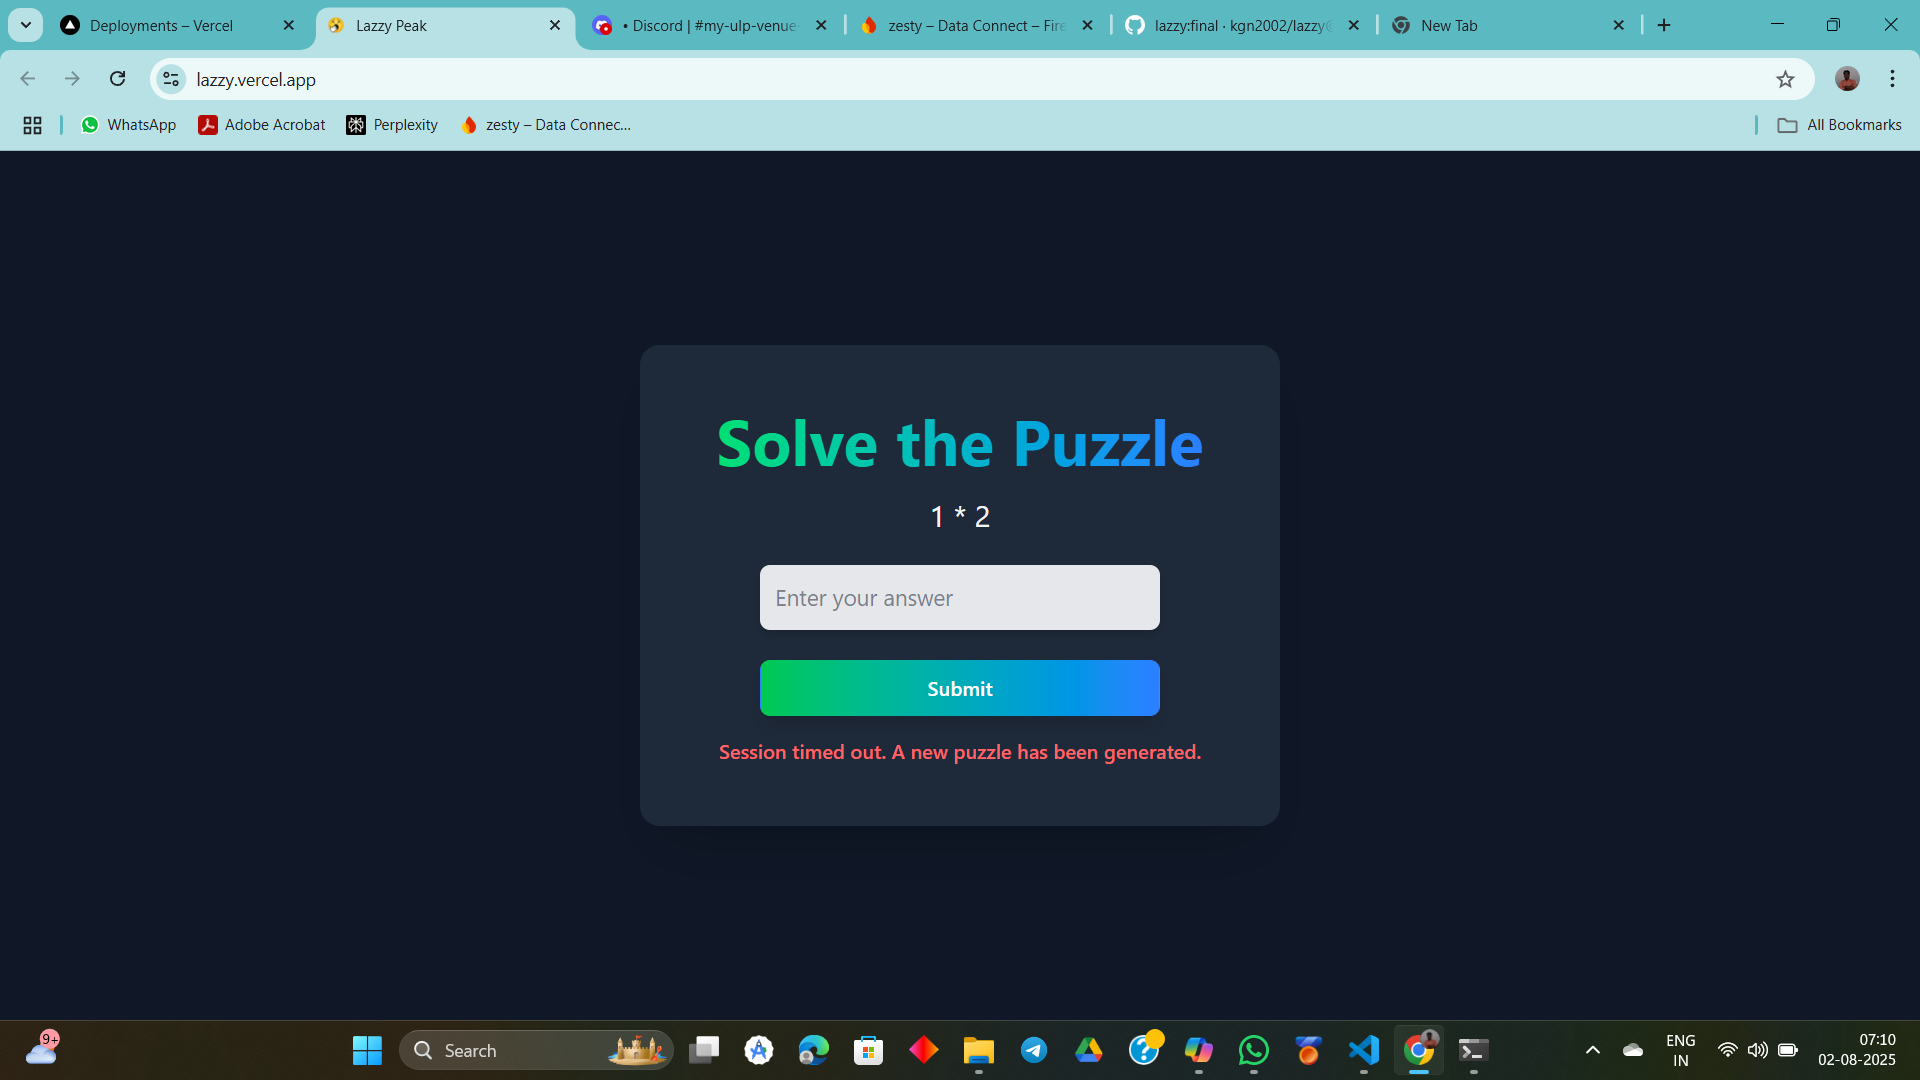 Deployments – Vercel
Lazzy Peak
• Discord | #my-ulp-venue
zesty – Data Connect – Fire
lazzy:final · kgn2002/lazzy@
New Tab
lazzy.vercel.app
WhatsApp
Adobe Acrobat
Perplexity
zesty – Data Connec...
All Bookmarks
Solve the Puzzle
1 * 2
Enter your answer
Submit
Session timed out. A new puzzle has been generated.
9+
Search
ENG
IN
07:10
02-08-2025